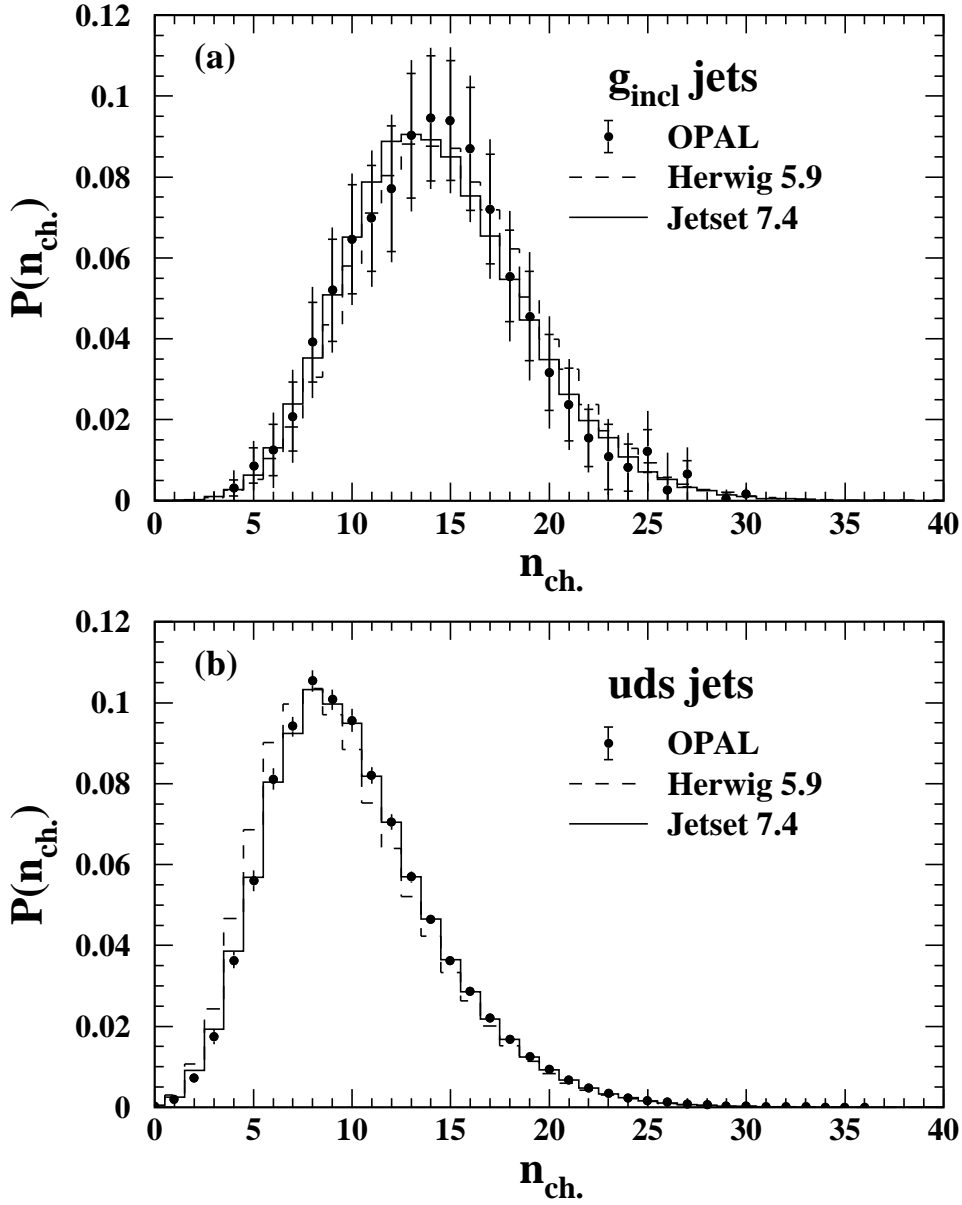 0.12
(a)
g_incl jets
0.1
OPAL
Herwig 5.9
0.08
Jetset 7.4
0.06
P(n_ch.)
0.04
0.02
0
0 5 10 15 20 25 30 35 40
n_ch.
0.12
(b)
uds jets
0.1
OPAL
Herwig 5.9
0.08
Jetset 7.4
0.06
P(n_ch.)
0.04
0.02
0
0 5 10 15 20 25 30 35 40
n_ch.